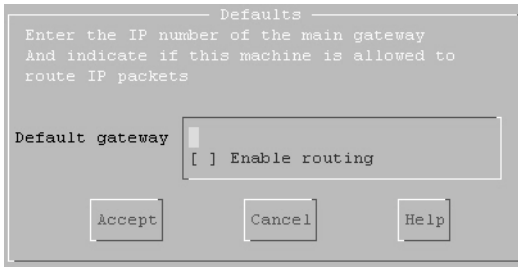 Defaults
Enter the IP number of the main gateway
And indicate if this machine is allowed to
route IP packets
Default gateway
[ ] Enable routing
Accept Cancel Help